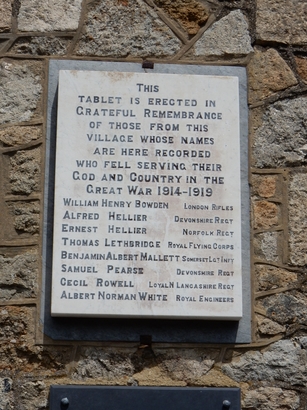 THIS
TABLET IS ERECTED IN
GRATEFUL REMEMBRANCE
OF THOSE FROM THIS
VILLAGE WHOSE NAMES
ARE HERE RECORDED
WHO FELL SERVING THEIR
GOD AND COUNTRY IN THE
GREAT WAR 1914-1919
WILLIAM HENRY BOWDEN LONDON RIFLES
ALFRED HELLIER DEVONSHIRE REGT
ERNEST HELLIER NORFOLK REGT
THOMAS LETHBRIDGE ROYAL FLYING CORPS
BENJAMIN ALBERT MALLETT SOMERSET LGT INFY
SAMUEL PEARSE DEVONSHIRE REGT
CECIL ROWELL LOYAL N LANCASHIRE REGT
ALBERT NORMAN WHITE ROYAL ENGINEERS